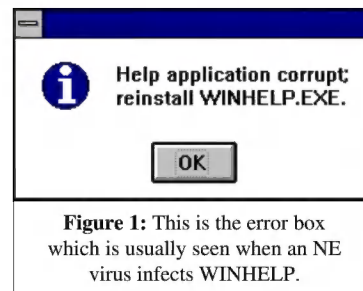 Help application corrupt;
reinstall WINHELP.EXE.
OK
Figure 1: This is the error box
which is usually seen when an NE
virus infects WINHELP.